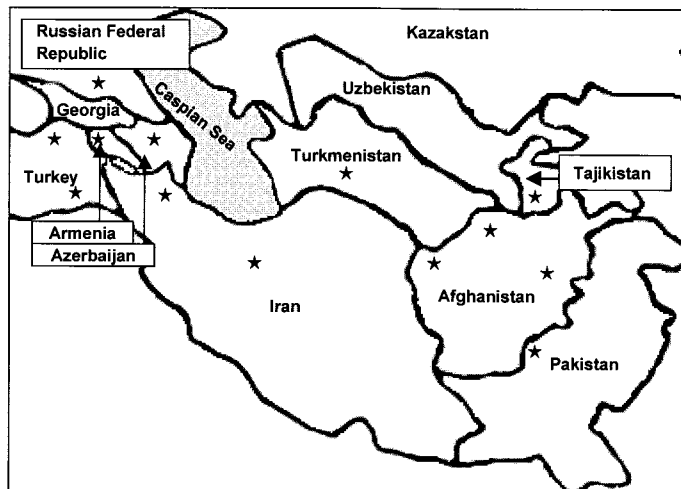 Russian Federal
Republic
Kazakstan
Uzbekistan
Caspian Sea
Georgia
Turkmenistan
Tajikistan
Turkey
Armenia
Azerbaijan
Iran
Afghanistan
Pakistan